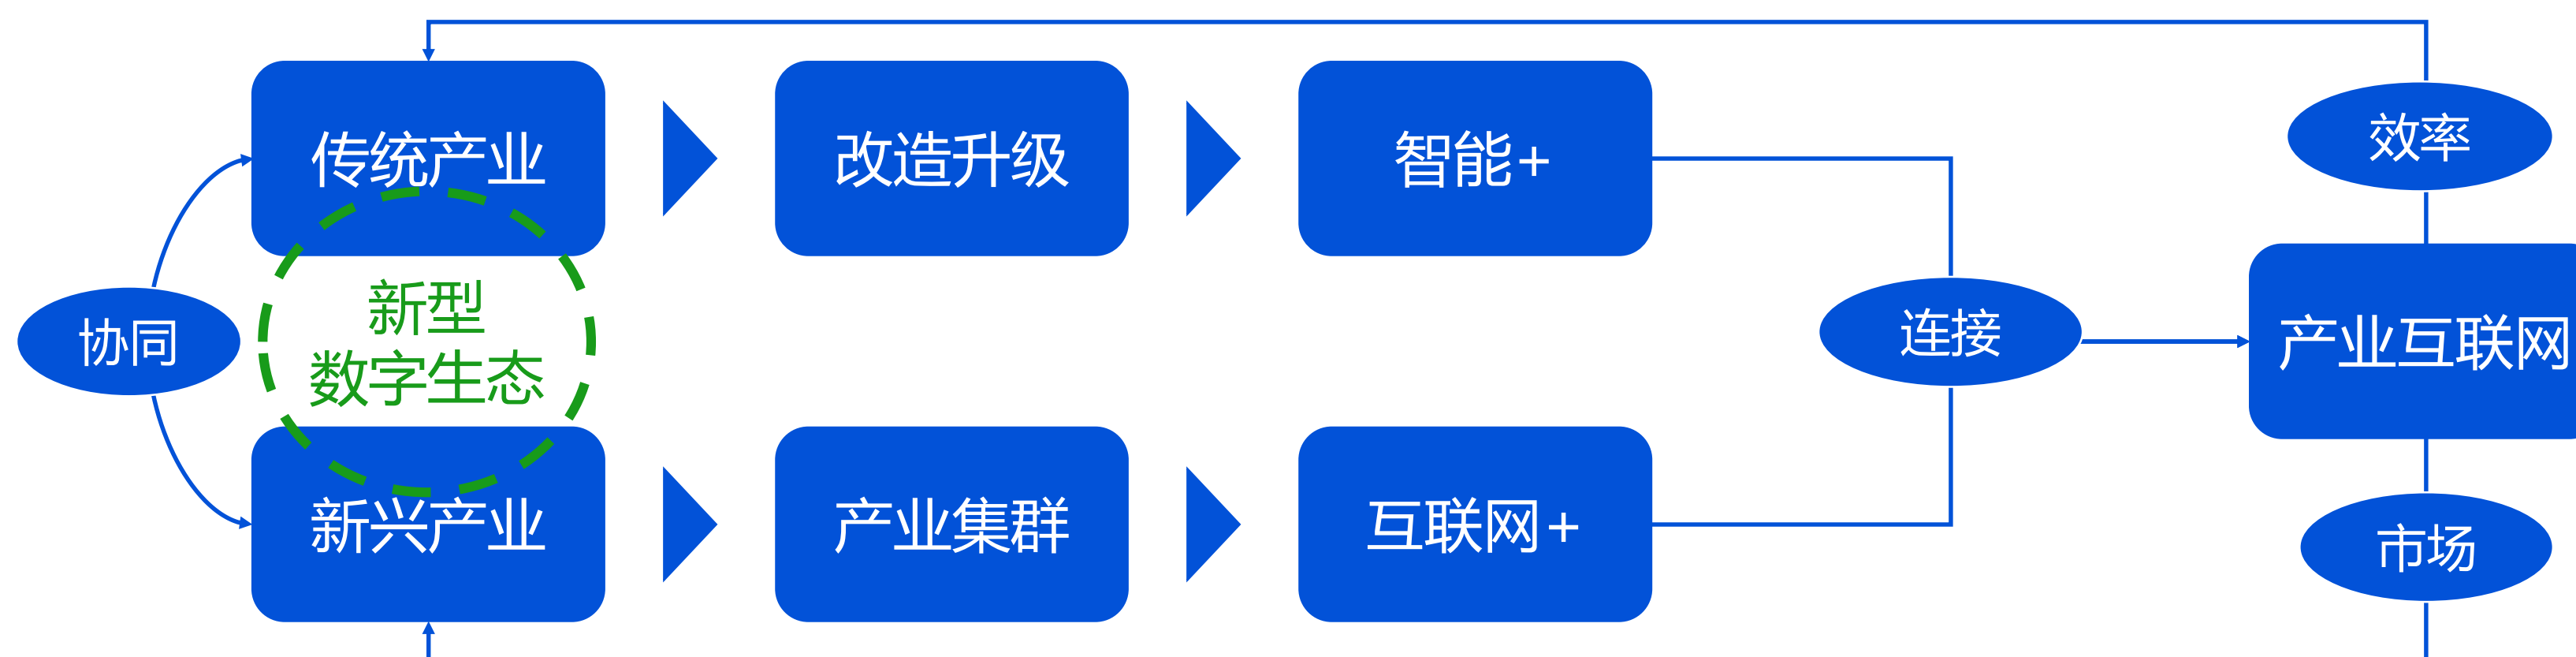 传统产业
改造升级
智能+
效率
协同
新型
数字生态
连接
产业互联网
新兴产业
产业集群
互联网+
市场